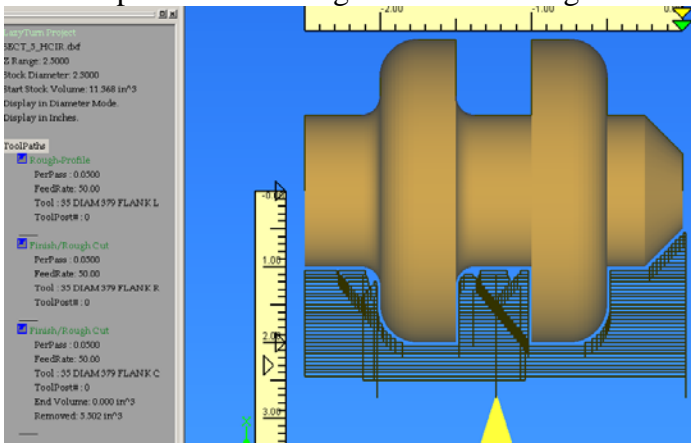 LazyTurn Project
SECT_3_HCIR.dxf
Z Range: 2.5000
Stock Diameter: 2.3000
Start Stock Volume: 11.368 in^3
Display in Diameter Mode.
Display in Inches.
ToolPaths
Rough-Profile
PerPass : 0.0500
FeedRate: 50.00
Tool : 35 DIAM 379 FLANK L
ToolPost# : 0
Finish/Rough Cut
PerPass : 0.0500
FeedRate: 50.00
Tool : 35 DIAM 379 FLANK R
ToolPost# : 0
Finish/Rough Cut
PerPass : 0.0500
FeedRate: 50.00
Tool : 35 DIAM 379 FLANK C
ToolPost# : 0
End Volume: 0.000 in^3
Removed: 5.502 in^3
-2.00
-1.00
1.00
2.00
3.00
X